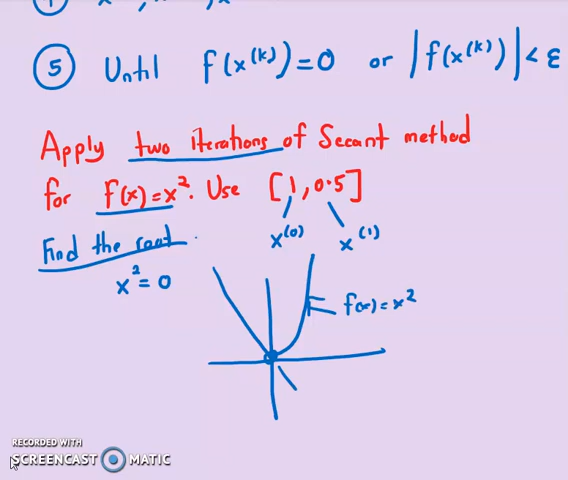 ⑤ Until f(x^(k))=0 or |f(x^(k))|<ε
Apply two iterations of Secant method
for f(x)=x². Use [1, 0.5]
Find the root.
x^(0) x^(1)
x²=0
f(x)=x²
RECORDED WITH
SCREENCAST MATIC